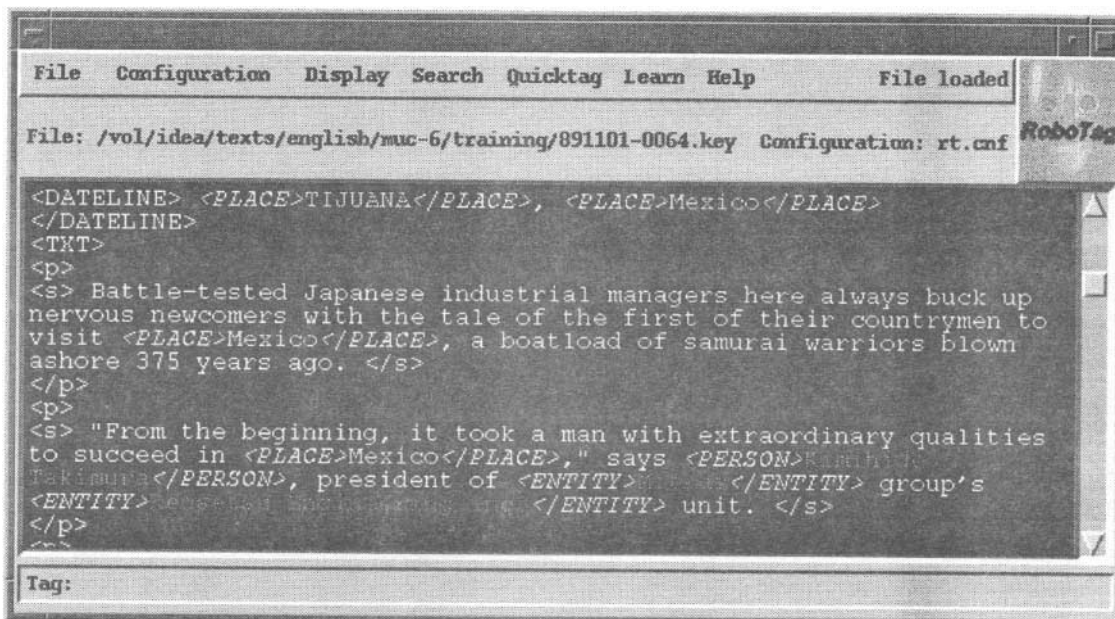 File Configuration Display Search Quicktag Learn Help File loaded
File: /vol/idea/texts/english/muc-6/training/891101-0064.key Configuration: rt.cnf
RoboTag
<DATELINE> <PLACE>TIJUANA</PLACE>, <PLACE>Mexico</PLACE>
</DATELINE>
<TXT>
<p>
<s> Battle-tested Japanese industrial managers here always buck up
nervous newcomers with the tale of the first of their countrymen to
visit <PLACE>Mexico</PLACE>, a boatload of samurai warriors blown
ashore 375 years ago. </s>
</p>
<p>
<s> "From the beginning, it took a man with extraordinary qualities
to succeed in <PLACE>Mexico</PLACE>," says <PERSON>
Takimura</PERSON>, president of <ENTITY> </ENTITY> group's
<ENTITY> </ENTITY> unit. </s>
</p>
Tag: